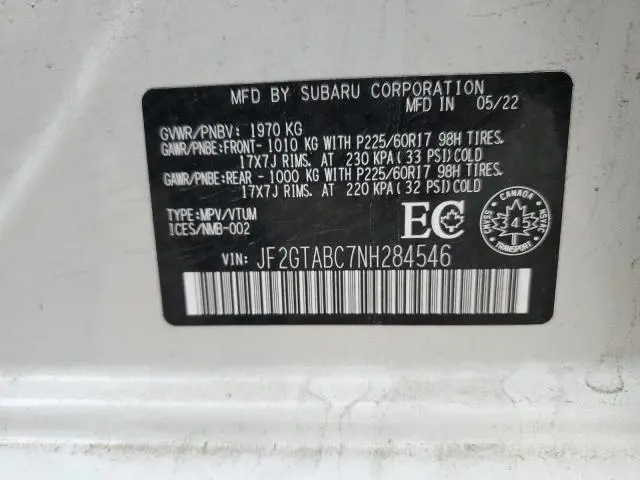 MFD BY SUBARU CORPORATION
MFD IN 05/22
GVWR/PNBV: 1970 KG
GAWR/PNBE:FRONT- 1010 KG WITH P225/60R17 98H TIRES.
17X7J RIMS. AT 230 KPA(33 PSI)COLD
GAWR/PNBE:REAR - 1000 KG WITH P225/60R17 98H TIRES.
17X7J RIMS. AT 220 KPA(32 PSI)COLD
TYPE:MPV/VTUM
ICES/NMB-002
EC
CANADA
345
TRANSPORT
VIN: JF2GTABC7NH284546